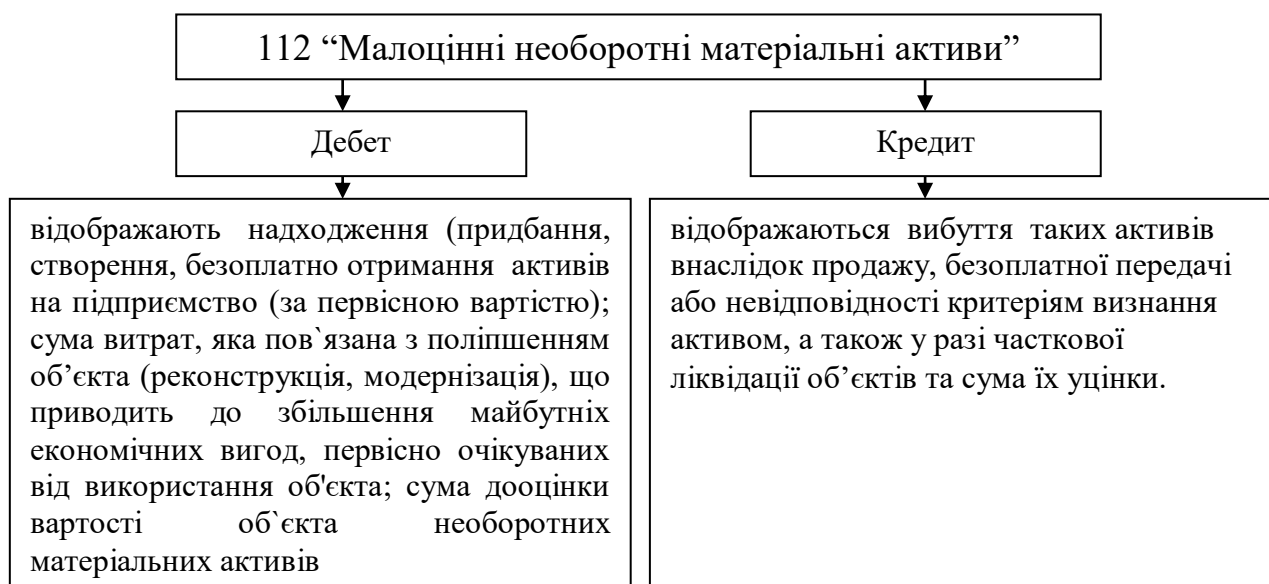 112 “Малоцінні необоротні матеріальні активи”
Дебет
Кредит
відображають надходження (придбання,
створення, безоплатно отримання активів
на підприємство (за первісною вартістю);
сума витрат, яка пов`язана з поліпшенням
об’єкта (реконструкція, модернізація), що
приводить до збільшення майбутніх
економічних вигод, первісно очікуваних
від використання об'єкта; сума дооцінки
вартості об`єкта необоротних
матеріальних активів
відображаються вибуття таких активів
внаслідок продажу, безоплатної передачі
або невідповідності критеріям визнання
активом, а також у разі часткової
ліквідації об’єктів та сума їх уцінки.